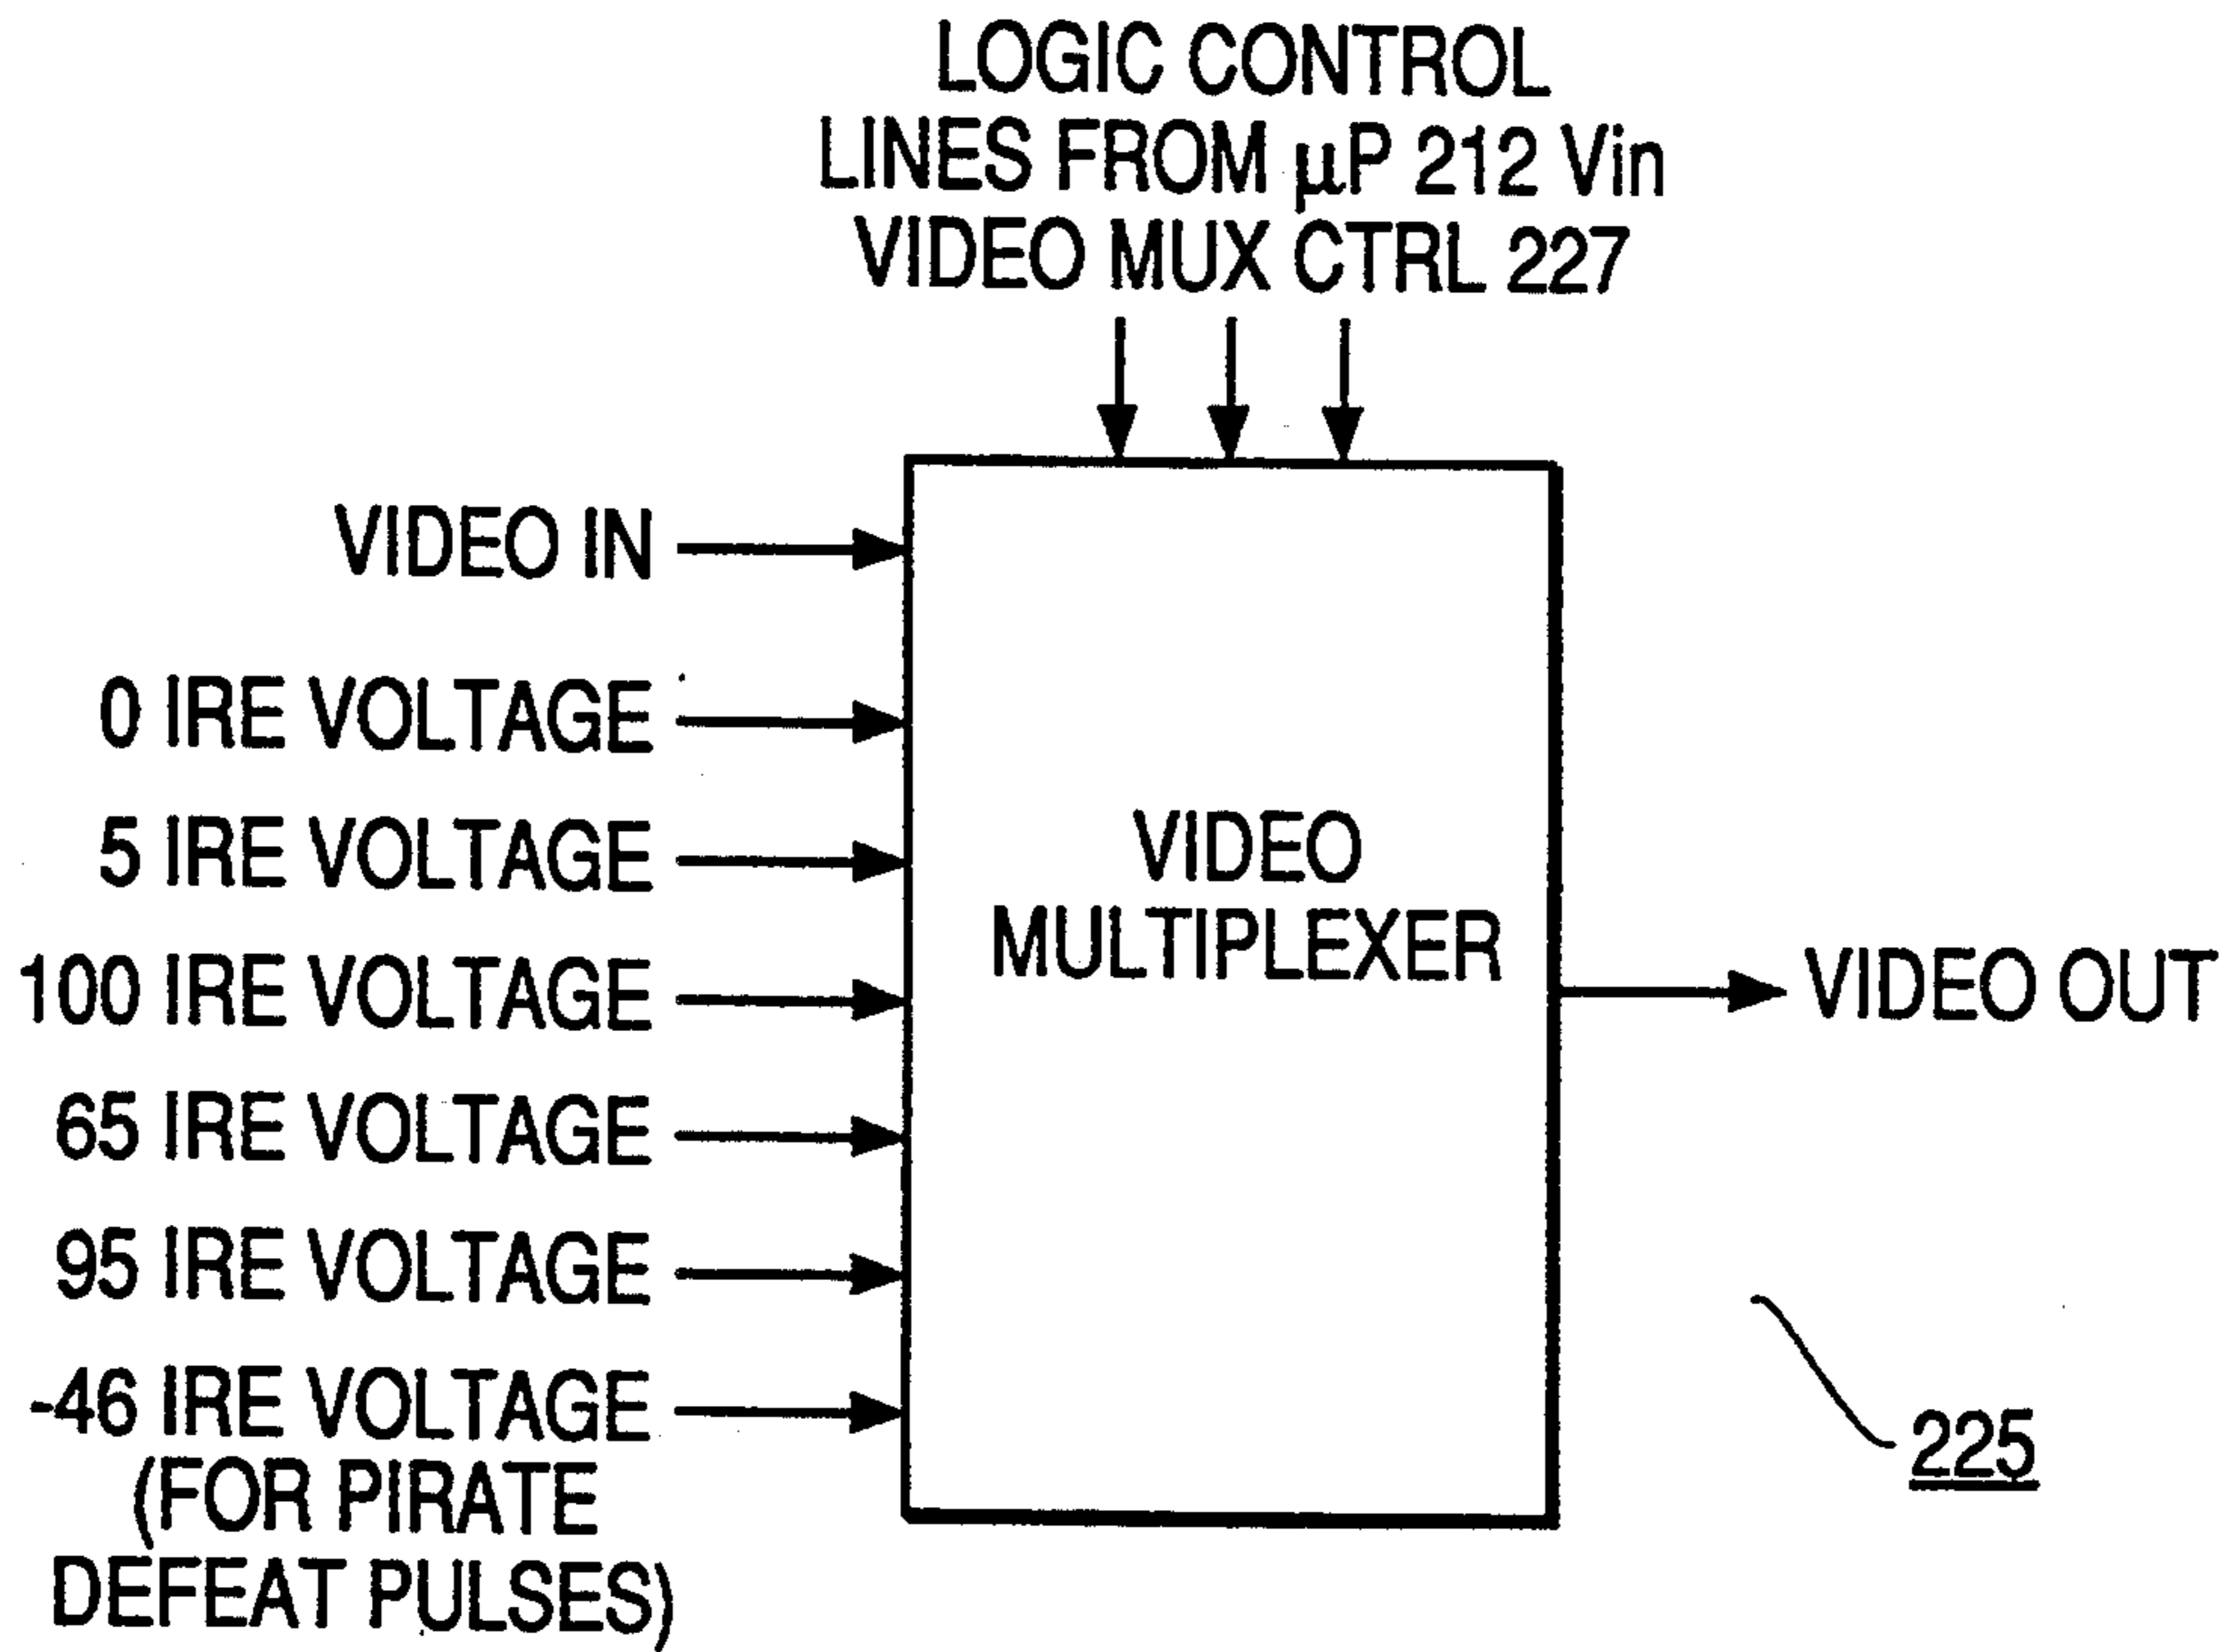 LOGIC CONTROL
LINES FROM µP 212 Vin
VIDEO MUX CTRL 227
VIDEO IN
0 IRE VOLTAGE
5 IRE VOLTAGE
100 IRE VOLTAGE
65 IRE VOLTAGE
95 IRE VOLTAGE
-46 IRE VOLTAGE
(FOR PIRATE
DEFEAT PULSES)
VIDEO
MULTIPLEXER
VIDEO OUT
225